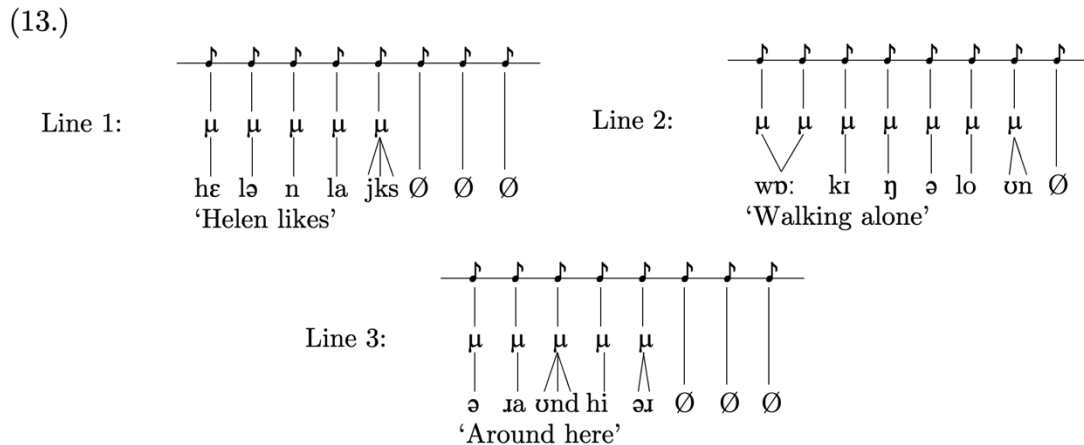 (13.)
Line 1:
μ μ μ μ μ
hɛ lə n la jks Ø Ø Ø
‘Helen likes’
Line 2:
μ μ μ μ μ μ μ
wɒː kɪ ŋ ə lo ʊn Ø
‘Walking alone’
Line 3:
μ μ μ μ μ
ə ɹa ʊnd hi əɹ Ø Ø Ø
‘Around here’